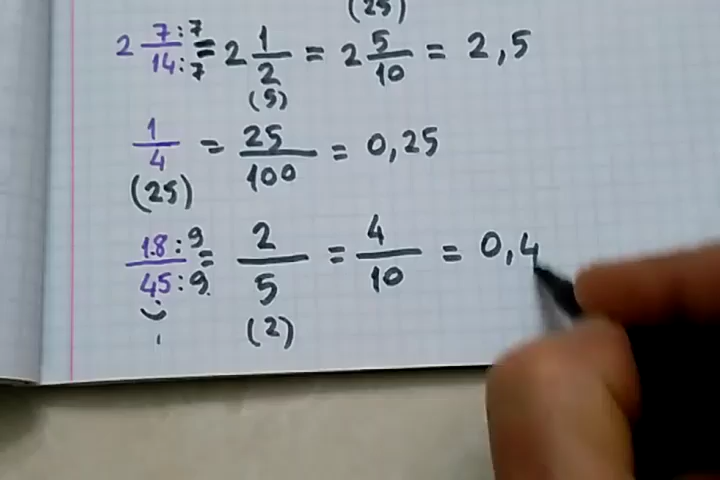 (25)
2 7:7/14:7 = 2 1/2 = 2 5/10 = 2,5
(5)
1/4 = 25/100 = 0,25
(25)
18:9/45:9 = 2/5 = 4/10 = 0,4
(2)